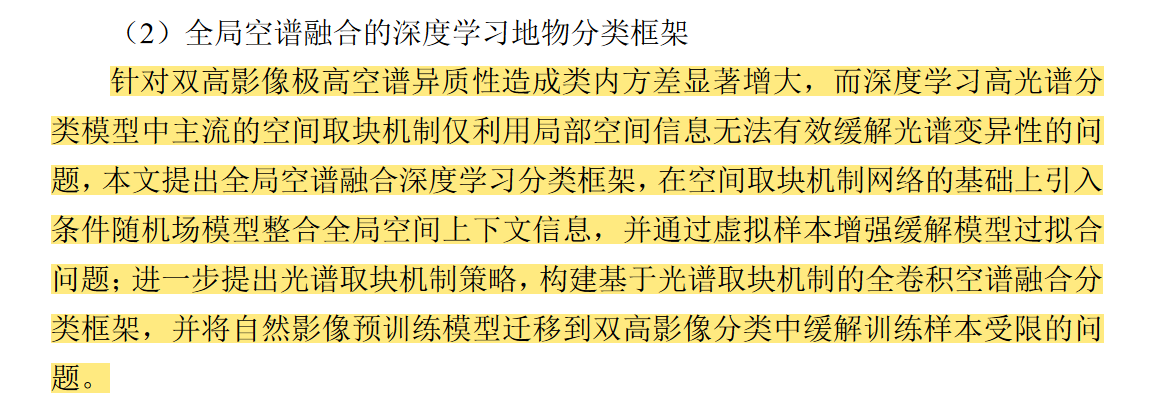 （2）全局空谱融合的深度学习地物分类框架
针对双高影像极高空谱异质性造成类内方差显著增大，而深度学习高光谱分
类模型中主流的空间取块机制仅利用局部空间信息无法有效缓解光谱变异性的问
题，本文提出全局空谱融合深度学习分类框架，在空间取块机制网络的基础上引入
条件随机场模型整合全局空间上下文信息，并通过虚拟样本增强缓解模型过拟合
问题；进一步提出光谱取块机制策略，构建基于光谱取块机制的全卷积空谱融合分
类框架，并将自然影像预训练模型迁移到双高影像分类中缓解训练样本受限的问
题。